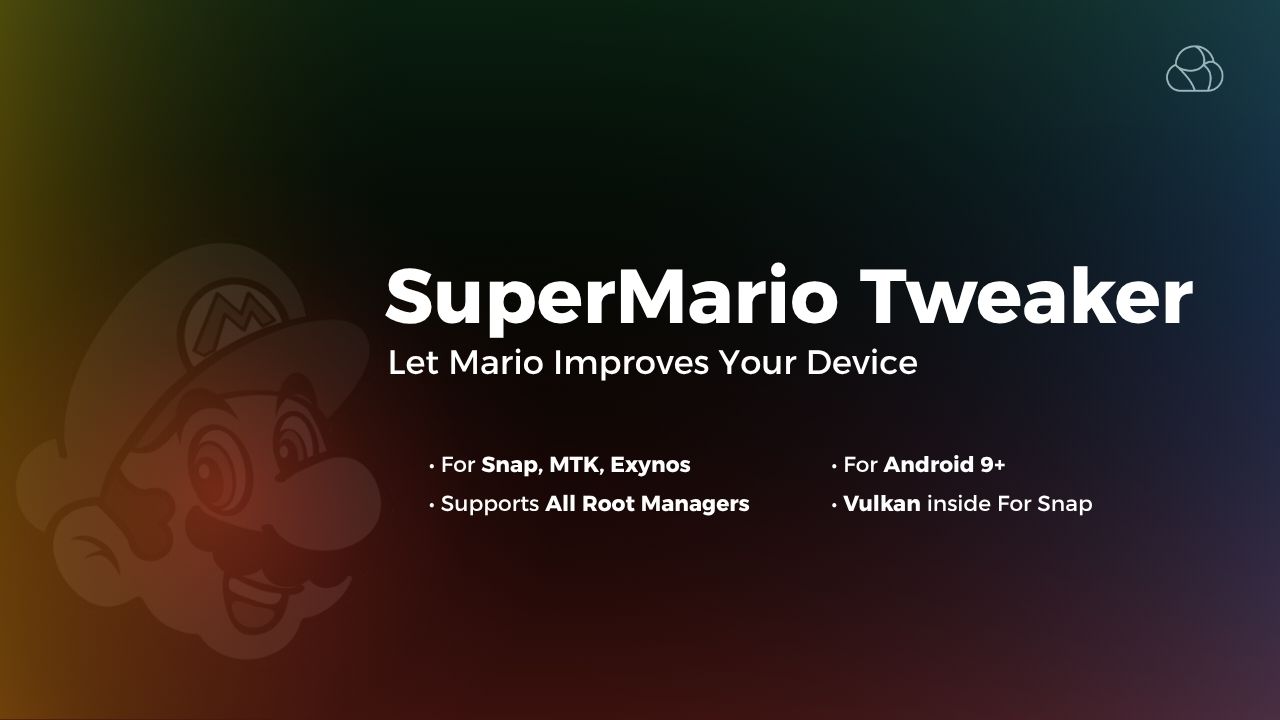 SuperMario Tweaker
Let Mario Improves Your Device
• For Snap, MTK, Exynos
• Supports All Root Managers
• For Android 9+
• Vulkan inside For Snap
M